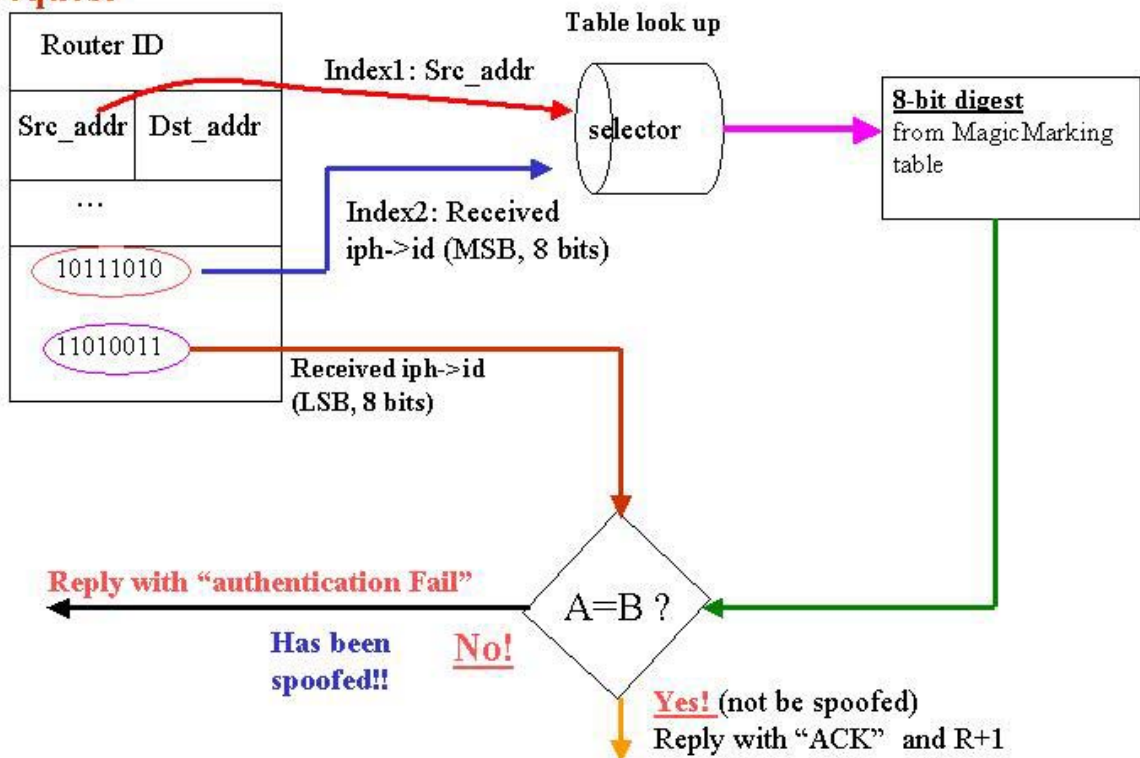 Router ID
Src_addr
Dst_addr
...
10111010
11010011
Index1: Src_addr
Table look up
selector
8-bit digest
from MagicMarking
table
Index2: Received
iph->id (MSB, 8 bits)
Received iph->id
(LSB, 8 bits)
A=B ?
Reply with “authentication Fail”
Has been
spoofed!!
No!
Yes! (not be spoofed)
Reply with “ACK” and R+1